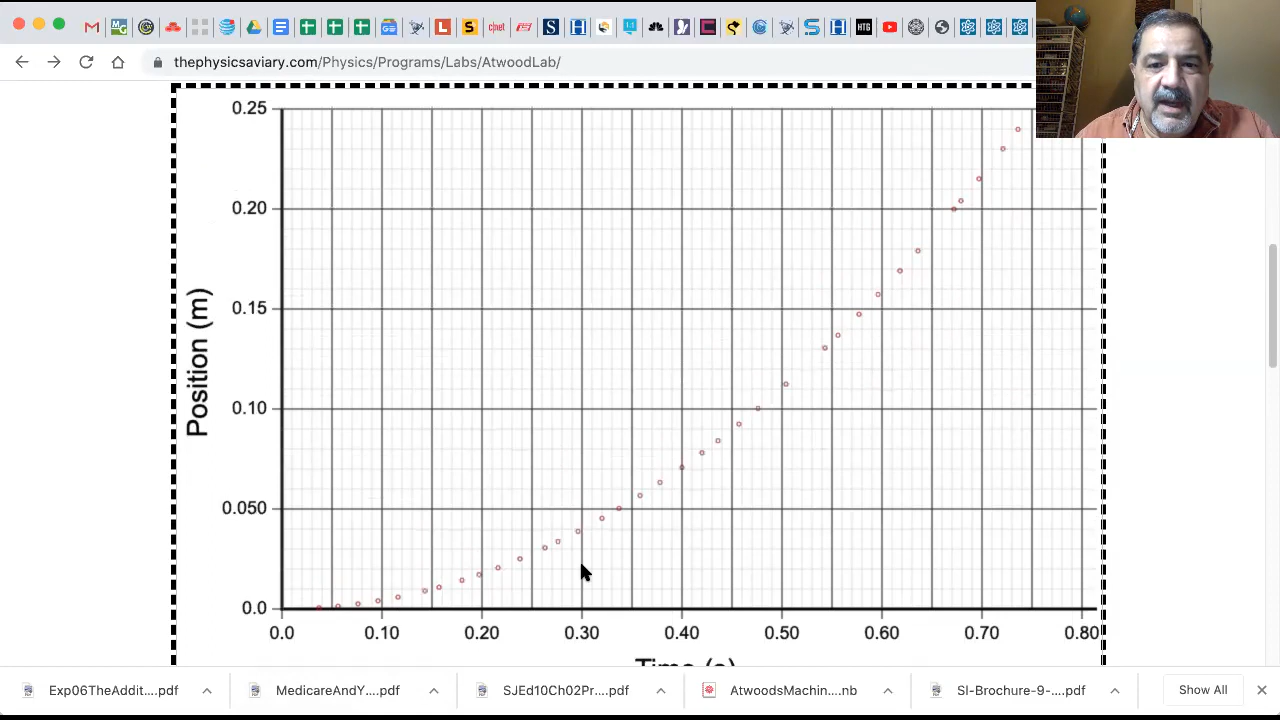 thephysicsaviary.com/Physics/Programs/Labs/AtwoodLab/
0.25
0.20
0.15
0.10
0.050
0.0
Position (m)
0.0 0.10 0.20 0.30 0.40 0.50 0.60 0.70 0.80
Time (s)
Exp06TheAddit....pdf
MedicareAndY....pdf
SJEd10Ch02Pr....pdf
AtwoodsMachin....nb
SI-Brochure-9-....pdf
Show All